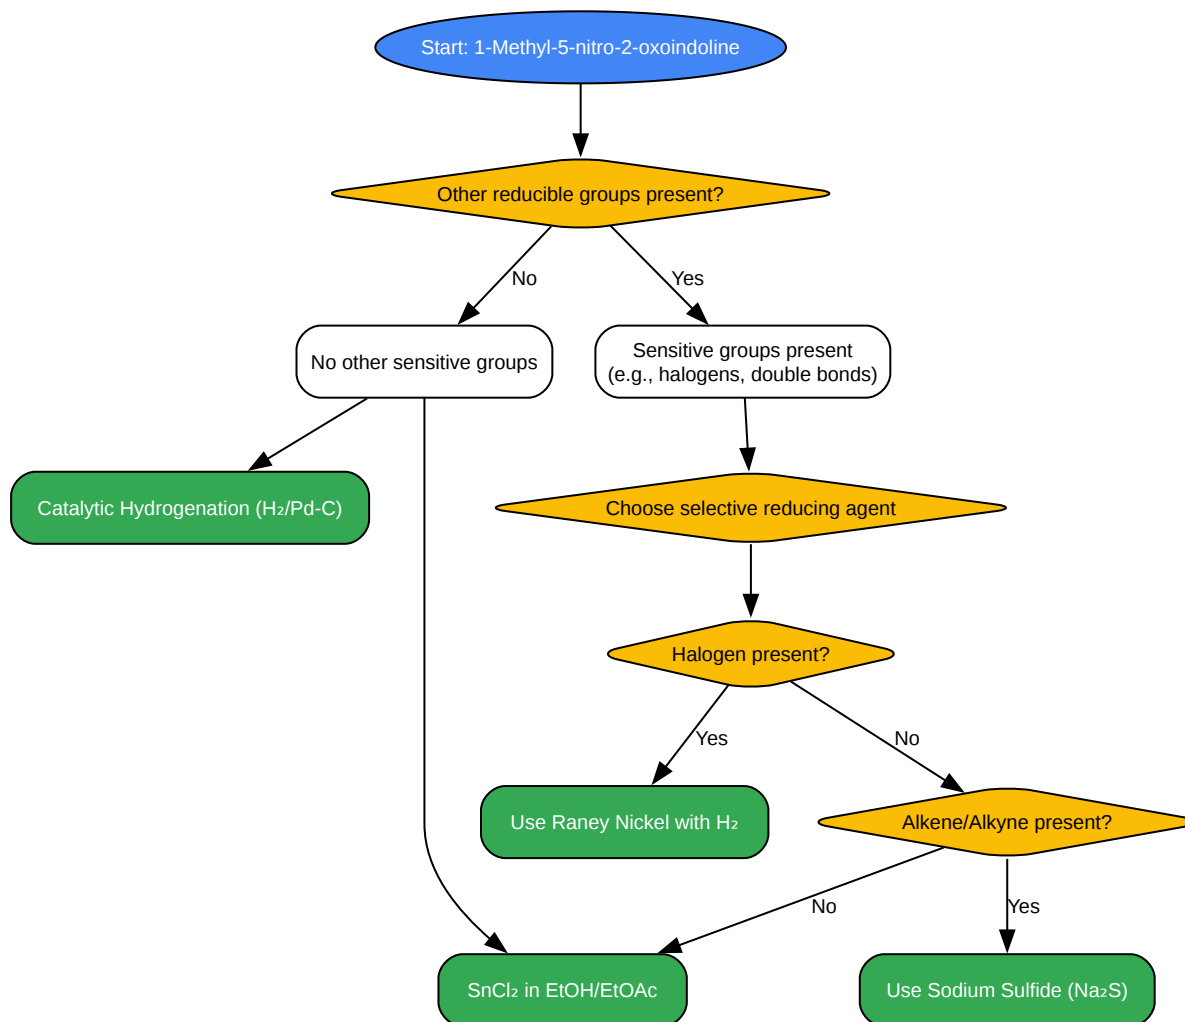 Start: 1-Methyl-5-nitro-2-oxoindoline
Other reducible groups present?
No
Yes
No other sensitive groups
Sensitive groups present
(e.g., halogens, double bonds)
Catalytic Hydrogenation (H₂/Pd-C)
Choose selective reducing agent
Halogen present?
Yes
No
Use Raney Nickel with H₂
Alkene/Alkyne present?
No
Yes
SnCl₂ in EtOH/EtOAc
Use Sodium Sulfide (Na₂S)